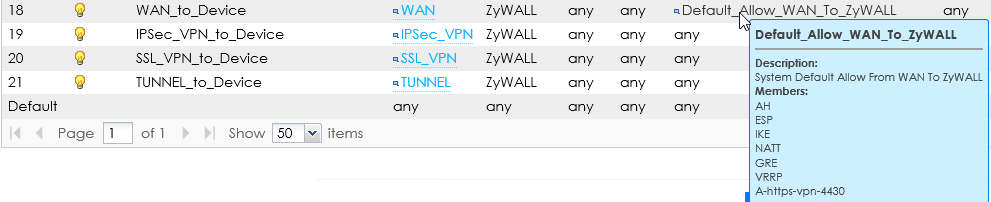 18 WAN_to_Device WAN ZyWALL any any Default_Allow_WAN_To_ZyWALL any
19 IPSec_VPN_to_Device IPSec_VPN ZyWALL any any any
20 SSL_VPN_to_Device SSL_VPN ZyWALL any any any
21 TUNNEL_to_Device TUNNEL ZyWALL any any any
Default any any any any any
Page 1 of 1 Show 50 items
Default_Allow_WAN_To_ZyWALL
Description:
System Default Allow From WAN To ZyWALL
Members:
AH
ESP
IKE
NATT
GRE
VRRP
A-https-vpn-4430